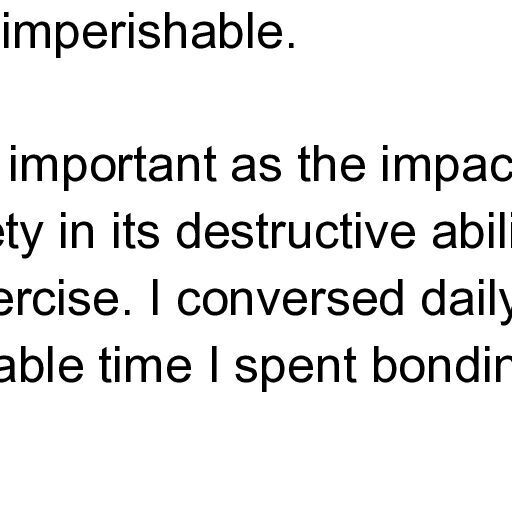 imperishable.
important as the impac
ety in its destructive abili
ercise. I conversed daily
able time I spent bondin